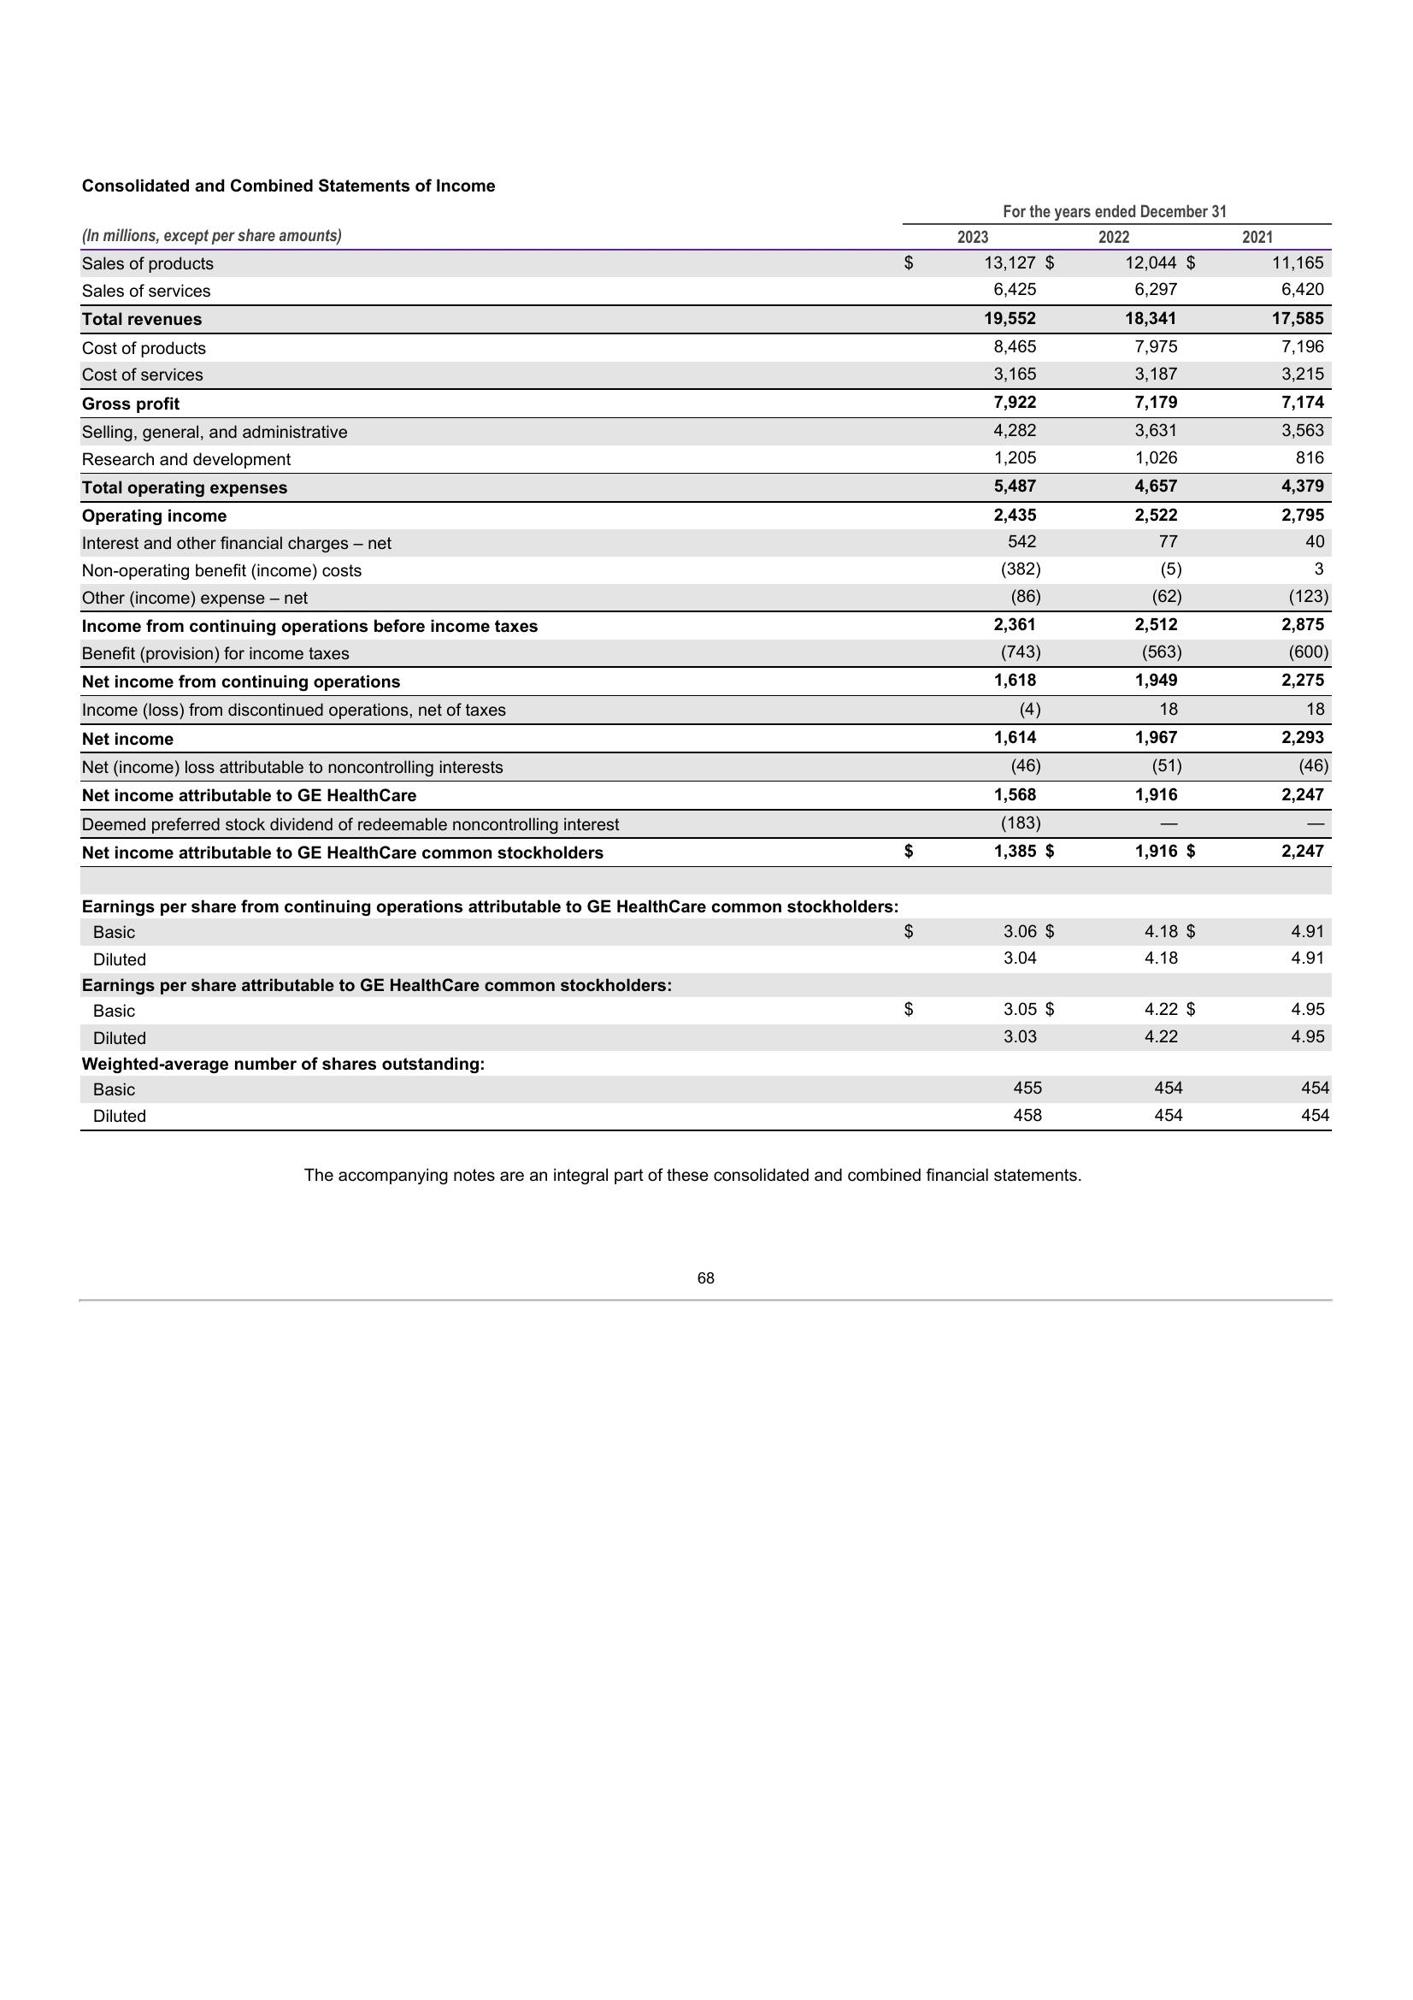 Consolidated and Combined Statements of Income
For the years ended December 31
(In millions, except per share amounts) 2023 2022 2021
Sales of products $ 13,127 $ 12,044 $ 11,165
Sales of services 6,425 6,297 6,420
Total revenues 19,552 18,341 17,585
Cost of products 8,465 7,975 7,196
Cost of services 3,165 3,187 3,215
Gross profit 7,922 7,179 7,174
Selling, general, and administrative 4,282 3,631 3,563
Research and development 1,205 1,026 816
Total operating expenses 5,487 4,657 4,379
Operating income 2,435 2,522 2,795
Interest and other financial charges – net 542 77 40
Non-operating benefit (income) costs (382) (5) 3
Other (income) expense – net (86) (62) (123)
Income from continuing operations before income taxes 2,361 2,512 2,875
Benefit (provision) for income taxes (743) (563) (600)
Net income from continuing operations 1,618 1,949 2,275
Income (loss) from discontinued operations, net of taxes (4) 18 18
Net income 1,614 1,967 2,293
Net (income) loss attributable to noncontrolling interests (46) (51) (46)
Net income attributable to GE HealthCare 1,568 1,916 2,247
Deemed preferred stock dividend of redeemable noncontrolling interest (183) — —
Net income attributable to GE HealthCare common stockholders $ 1,385 $ 1,916 $ 2,247
Earnings per share from continuing operations attributable to GE HealthCare common stockholders:
Basic $ 3.06 $ 4.18 $ 4.91
Diluted 3.04 4.18 4.91
Earnings per share attributable to GE HealthCare common stockholders:
Basic $ 3.05 $ 4.22 $ 4.95
Diluted 3.03 4.22 4.95
Weighted-average number of shares outstanding:
Basic 455 454 454
Diluted 458 454 454
The accompanying notes are an integral part of these consolidated and combined financial statements.
68